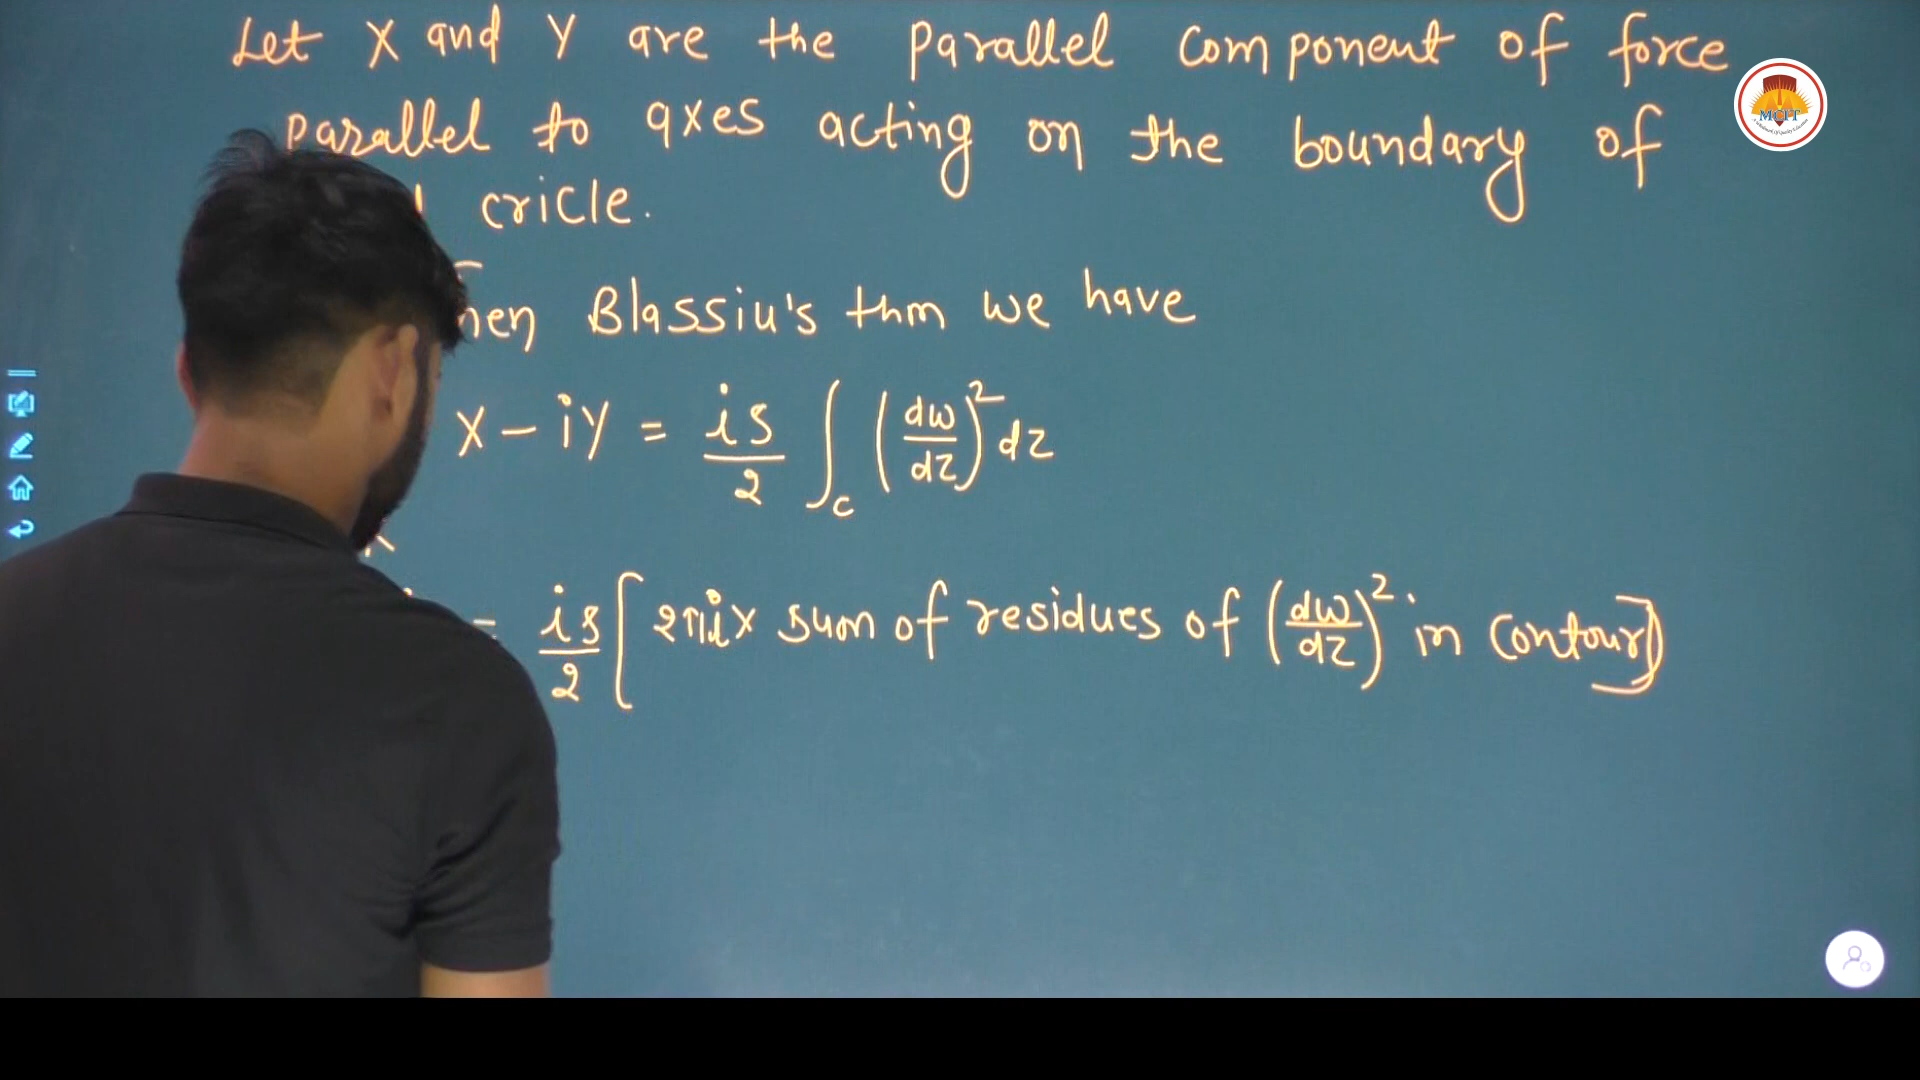 Let X and Y are the parallel component of force
parallel to axes acting on the boundary of
cricle.
Blassiu's thm we have
X - iY = iS/2 ∫_C (dw/dz)² dz
= iS/2 [2πi x sum of residues of (dw/dz)² in contour]
MCIT